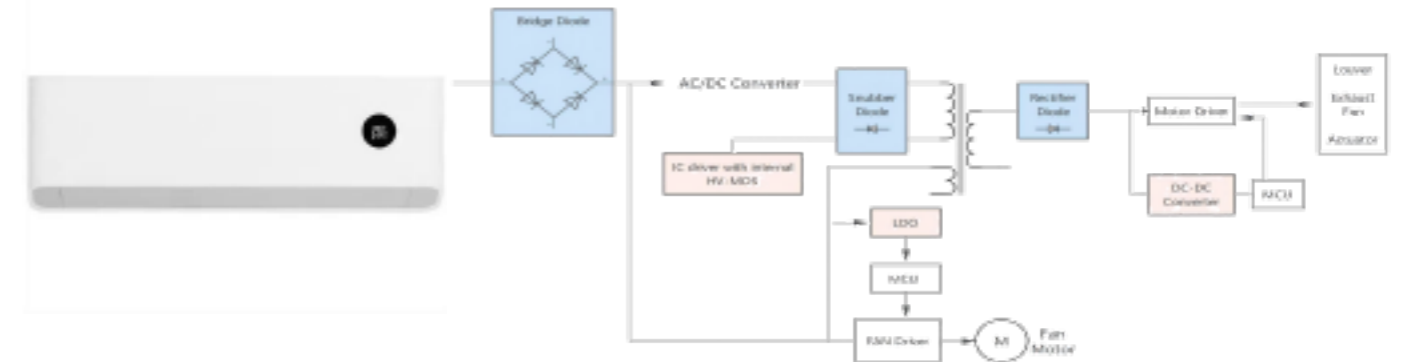 Bridge Diode
AC/DC Converter
Snubber
Diode
Rectifier
Diode
Louver
Exhaust
Fan
Actuator
Motor Driver
IC driver with internal
HV-MOS
DC-DC
Converter
MCU
LDO
MCU
FAN Driver
M
Fan
Motor